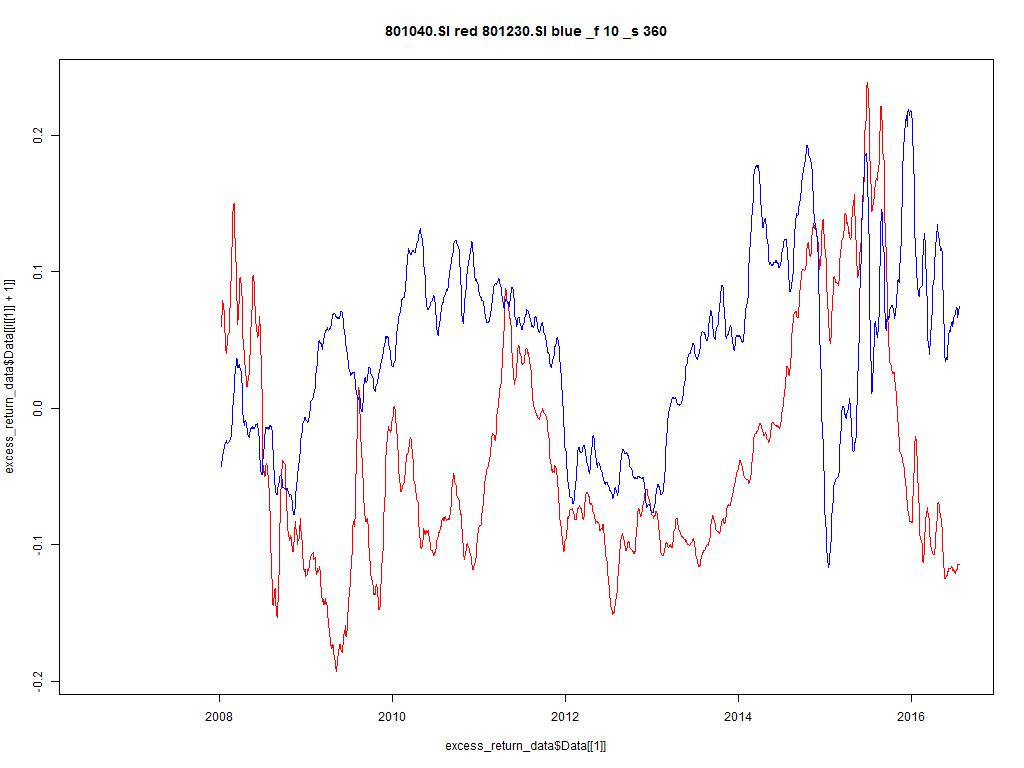 801040.SI red 801230.SI blue _f 10 _s 360
excess_return_data$Data[[i[[1]] + 1]]
0.2
0.1
0.0
-0.1
-0.2
2008 2010 2012 2014 2016
excess_return_data$Data[[1]]